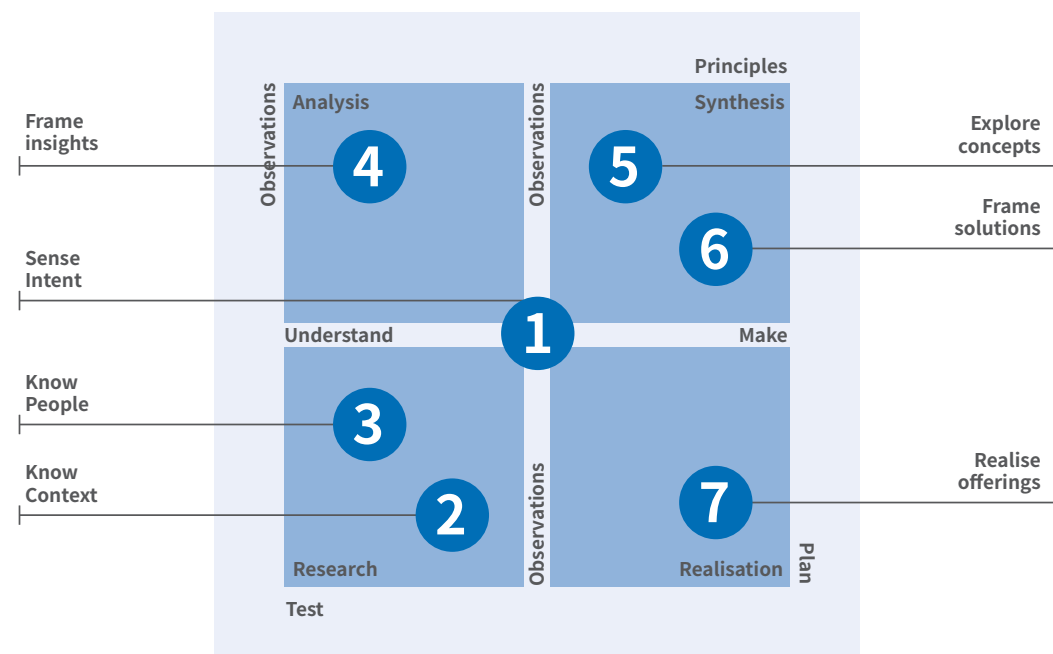 Principles
Observations
Observations
Analysis
Synthesis
Frame
insights
4
5
Explore
concepts
6
Frame
solutions
Sense
Intent
1
Understand
Make
Know
People
3
Know
Context
2
7
Realise
offerings
Observations
Plan
Research
Realisation
Test